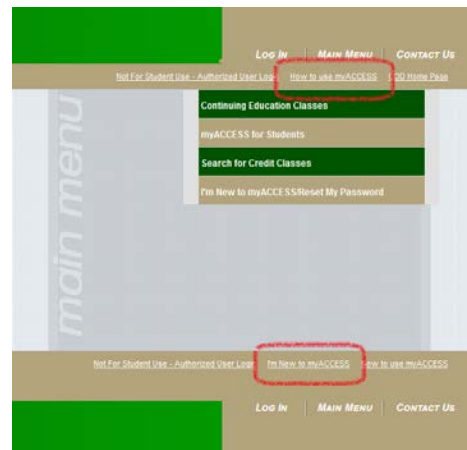 LOG IN MAIN MENU CONTACT US
Not For Student Use - Authorized User Login How to use myACCESS COD Home Page
main menu
Continuing Education Classes
myACCESS for Students
Search for Credit Classes
I'm New to myACCESS/Reset My Password
Not For Student Use - Authorized User Login I'm New to myACCESS How to use myACCESS
LOG IN MAIN MENU CONTACT US